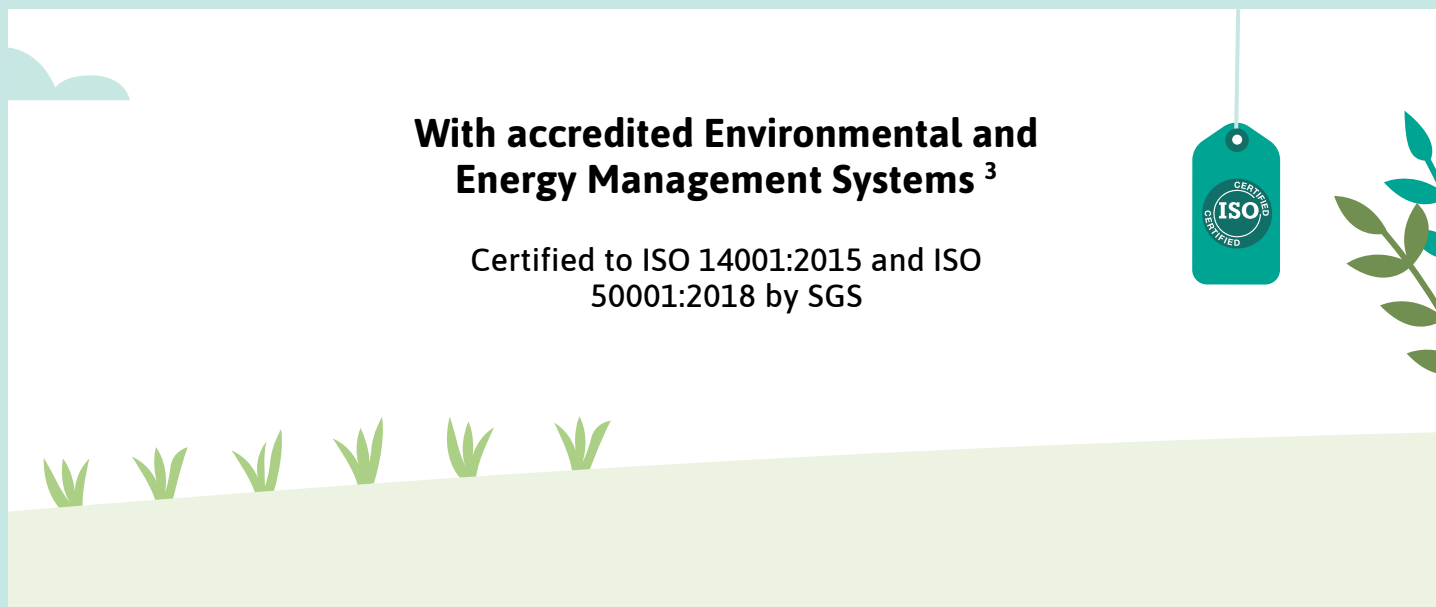 With accredited Environmental and
Energy Management Systems ³
Certified to ISO 14001:2015 and ISO
50001:2018 by SGS
CERTIFIED
ISO
CERTIFIED